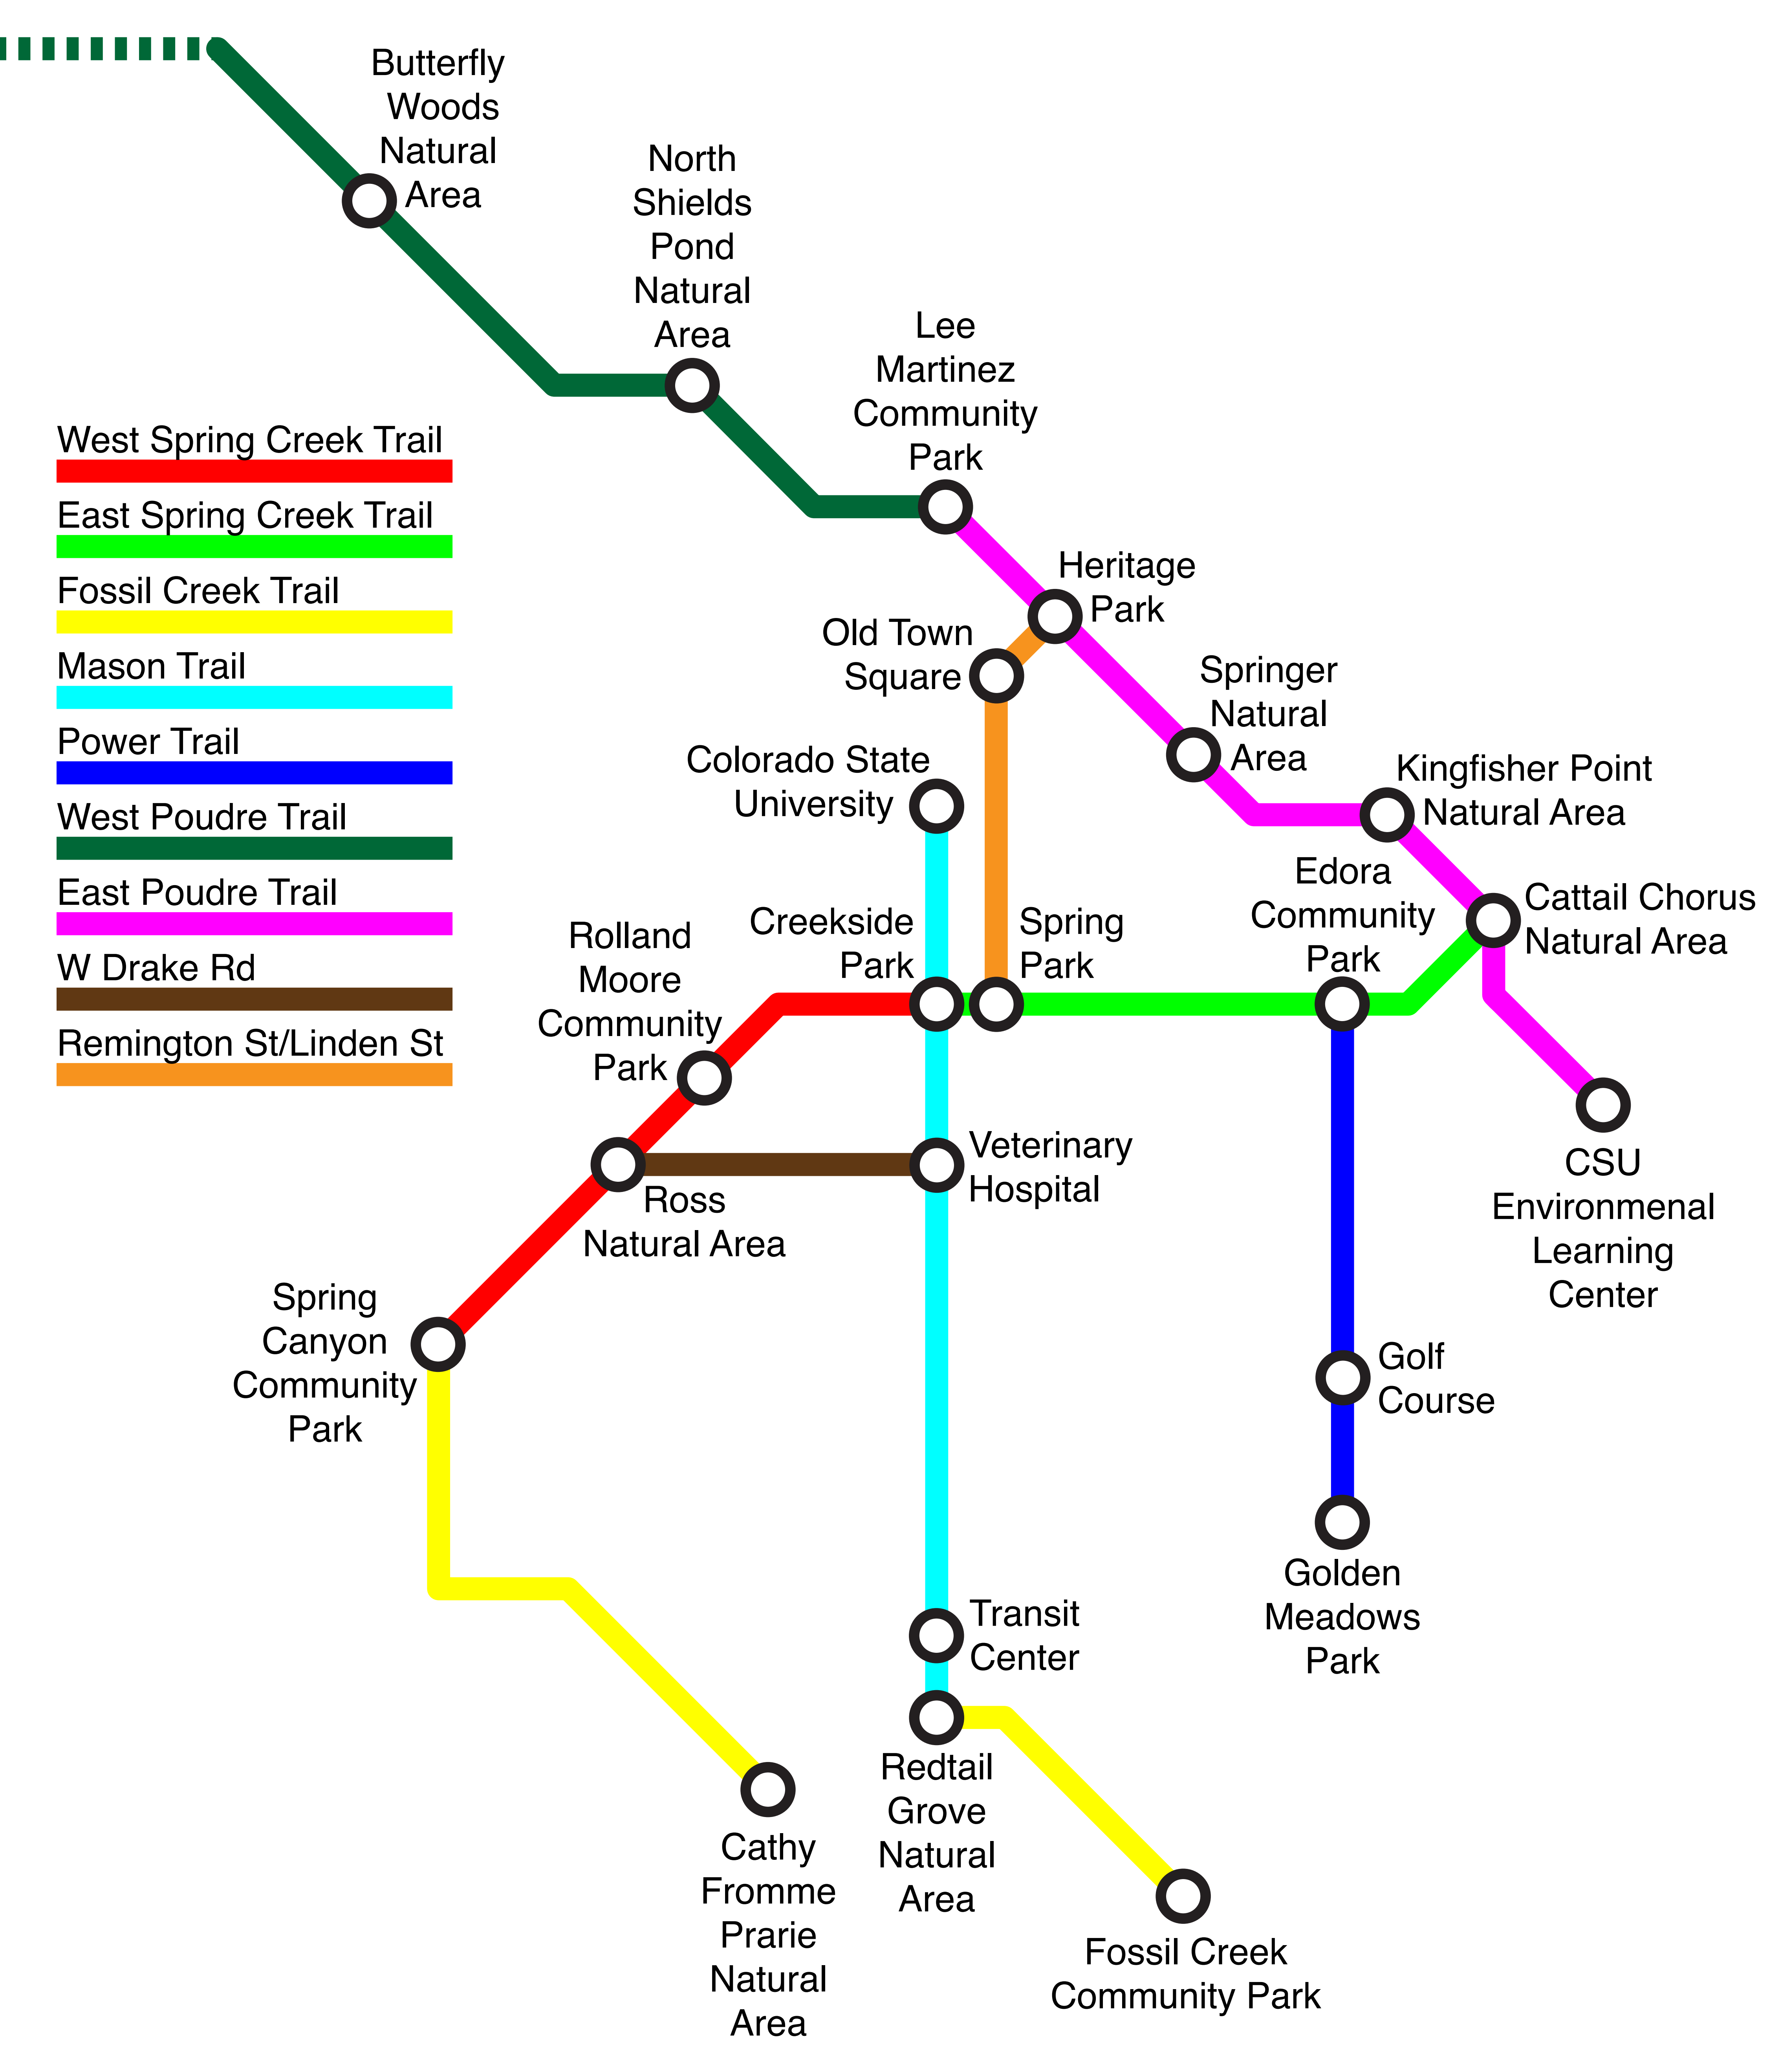 Butterfly
Woods
Natural
Area
North
Shields
Pond
Natural
Area
Lee
Martinez
Community
Park
West Spring Creek Trail
East Spring Creek Trail
Fossil Creek Trail
Mason Trail
Power Trail
West Poudre Trail
East Poudre Trail
W Drake Rd
Remington St/Linden St
Heritage
Park
Old Town
Square
Springer
Natural
Area
Colorado State
University
Kingfisher Point
Natural Area
Edora
Community
Park
Cattail Chorus
Natural Area
Creekside
Park
Spring
Park
Rolland
Moore
Community
Park
Veterinary
Hospital
Ross
Natural Area
CSU
Environmenal
Learning
Center
Spring
Canyon
Community
Park
Golf
Course
Golden
Meadows
Park
Transit
Center
Redtail
Grove
Natural
Area
Cathy
Fromme
Prarie
Natural
Area
Fossil Creek
Community Park